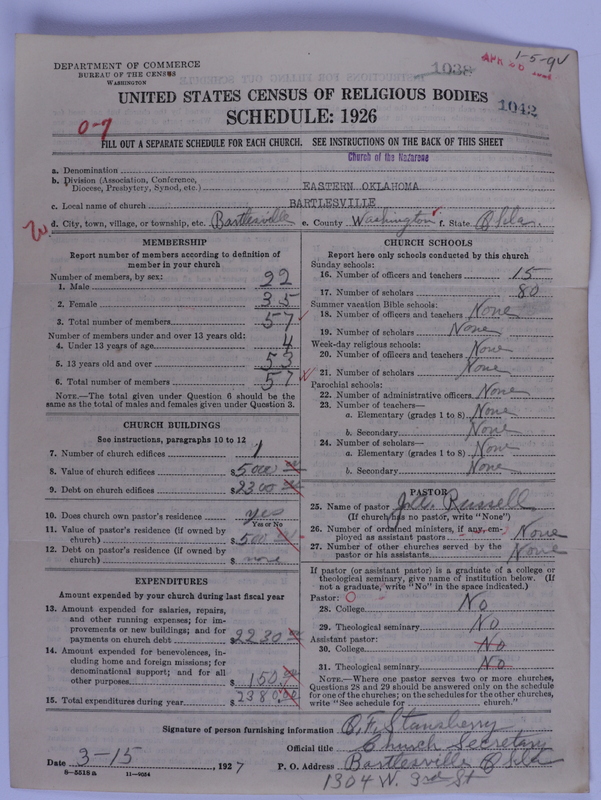 DEPARTMENT OF COMMERCE
BUREAU OF THE CENSUS
WASHINGTON
1038
APR 20
1-5-94
UNITED STATES CENSUS OF RELIGIOUS BODIES
1042
SCHEDULE: 1926
0-7
FILL OUT A SEPARATE SCHEDULE FOR EACH CHURCH. SEE INSTRUCTIONS ON THE BACK OF THIS SHEET
Church of the Nazarene
a. Denomination
b. Division (Association, Conference,
Diocese, Presbytery, Synod, etc.) EASTERN OKLAHOMA
c. Local name of church BARTLESVILLE
d. City, town, village, or township, etc. Bartlesville e. County Washington f. State Okla.
MEMBERSHIP
Report number of members according to definition of
member in your church
Number of members, by sex:
1. Male 22
2. Female 35
3. Total number of members 57
Number of members under and over 13 years old:
4. Under 13 years of age 4
5. 13 years old and over 53
6. Total number of members 57
NOTE.—The total given under Question 6 should be the
same as the total of males and females given under Question 3.
CHURCH BUILDINGS
See instructions, paragraphs 10 to 12
7. Number of church edifices 1
8. Value of church edifices $5000 00
9. Debt on church edifices $2300 00
10. Does church own pastor's residence yes
Yes or No
11. Value of pastor's residence (if owned by
church) $500
12. Debt on pastor's residence (if owned by
church) $ none
EXPENDITURES
Amount expended by your church during last fiscal year
13. Amount expended for salaries, repairs,
and other running expenses; for im-
provements or new buildings; and for
payments on church debt $2230 00
14. Amount expended for benevolences, in-
cluding home and foreign missions; for
denominational support; and for all
other purposes $150.00
15. Total expenditures during year $2380.00
CHURCH SCHOOLS
Report here only schools conducted by this church
Sunday schools:
16. Number of officers and teachers 15
17. Number of scholars 80
Summer vacation Bible schools:
18. Number of officers and teachers None
19. Number of scholars None
Week-day religious schools:
20. Number of officers and teachers None
21. Number of scholars None
Parochial schools:
22. Number of administrative officers None
23. Number of teachers—
a. Elementary (grades 1 to 8) None
b. Secondary None
24. Number of scholars—
a. Elementary (grades 1 to 8) None
b. Secondary None
PASTOR
25. Name of pastor Russell
(If church has no pastor, write "None")
26. Number of ordained ministers, if any, em-
ployed as assistant pastors None
27. Number of other churches served by the
pastor or his assistants None
If pastor (or assistant pastor) is a graduate of a college or
theological seminary, give name of institution below. (If
not a graduate, write "No" in the space indicated.)
Pastor:
28. College No
29. Theological seminary No
Assistant pastor:
30. College No
31. Theological seminary No
NOTE.—Where one pastor serves two or more churches,
Questions 28 and 29 should be answered only on the schedule
for one of the churches; on the schedules for the other churches,
write "See schedule for church."
Signature of person furnishing information O.F. Stansberry
Official title Church Secretary
Date 3-15, 1927 P. O. Address Bartlesville Okla
8-5518 a 11-9034
1304 W. 3rd St